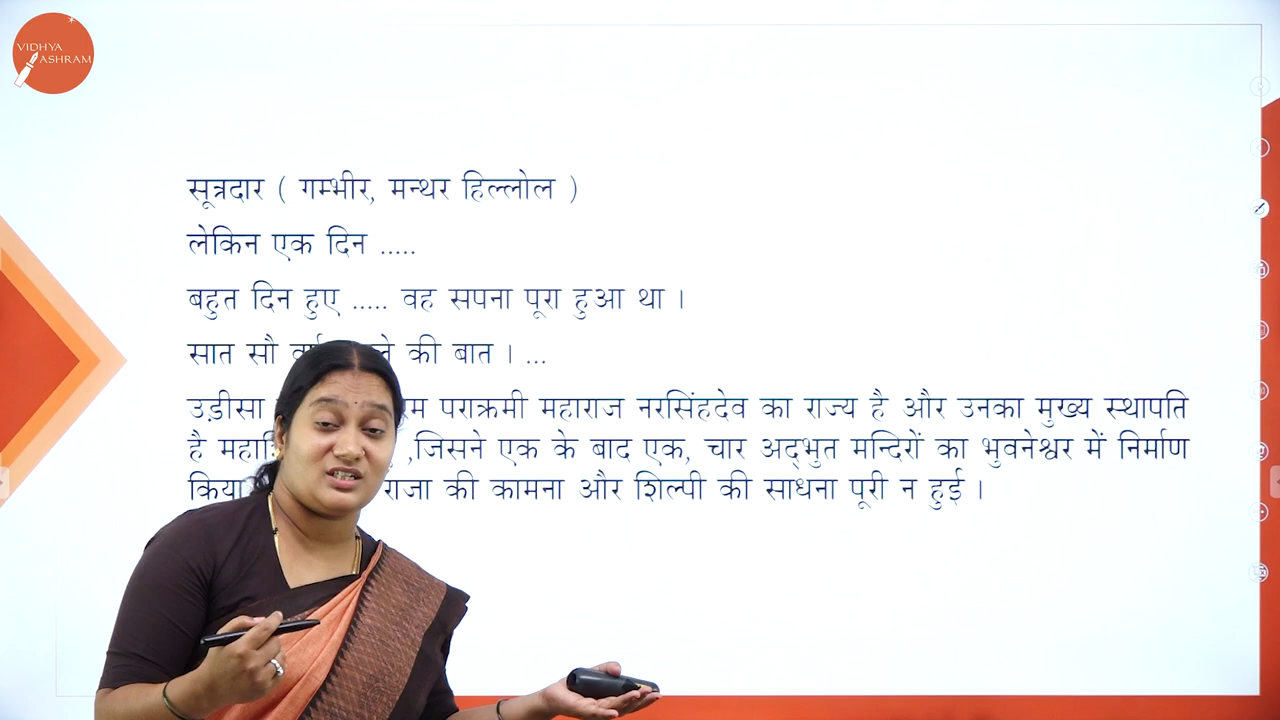 VIDHYA
ASHRAM
सूत्रदार ( गम्भीर, मन्थर हिल्लोल )
लेकिन एक दिन .....
बहुत दिन हुए ..... वह सपना पूरा हुआ था ।
सात सौ की बात । ...
उड़ीसा पराक्रमी महाराज नरसिंहदेव का राज्य है और उनका मुख्य स्थापति
है ,जिसने एक के बाद एक, चार अद्भुत मन्दिरों का भुवनेश्वर में निर्माण
किया राजा की कामना और शिल्पी की साधना पूरी न हुई ।